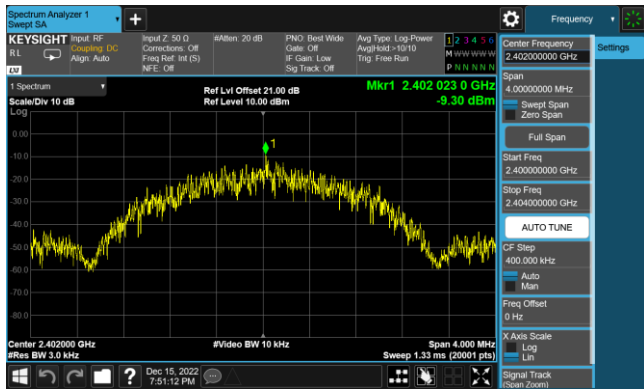 Spectrum Analyzer 1
Swept SA
+
Frequency
KEYSIGHT
Input: RF
Input Z: 50 Ω
#Atten: 20 dB
PNO: Best Wide
Avg Type: Log-Power
1 2 3 4 5 6
RL
Coupling: DC
Corrections: Off
Gate: Off
Avg|Hold:>10/10
M W W W W W
Align: Auto
Freq Ref: Int (S)
IF Gain: Low
Trig: Free Run
NFE: Off
Sig Track: Off
P N N N N N
LXI
1 Spectrum
Ref Lvl Offset 21.00 dB
Mkr1 2.402 023 0 GHz
Scale/Div 10 dB
Ref Level 10.00 dBm
-9.30 dBm
Log
0.00
-10.0
-20.0
-30.0
-40.0
-50.0
-60.0
-70.0
-80.0
1
Center 2.402000 GHz
#Video BW 10 kHz
Span 4.000 MHz
#Res BW 3.0 kHz
Sweep 1.33 ms (20001 pts)
?
Dec 15, 2022
7:51:12 PM
Center Frequency
2.402000000 GHz
Settings
Span
4.00000000 MHz
Swept Span
Zero Span
Full Span
Start Freq
2.400000000 GHz
Stop Freq
2.404000000 GHz
AUTO TUNE
CF Step
400.000 kHz
Auto
Man
Freq Offset
0 Hz
X Axis Scale
Log
Lin
Signal Track
(Span Zoom)